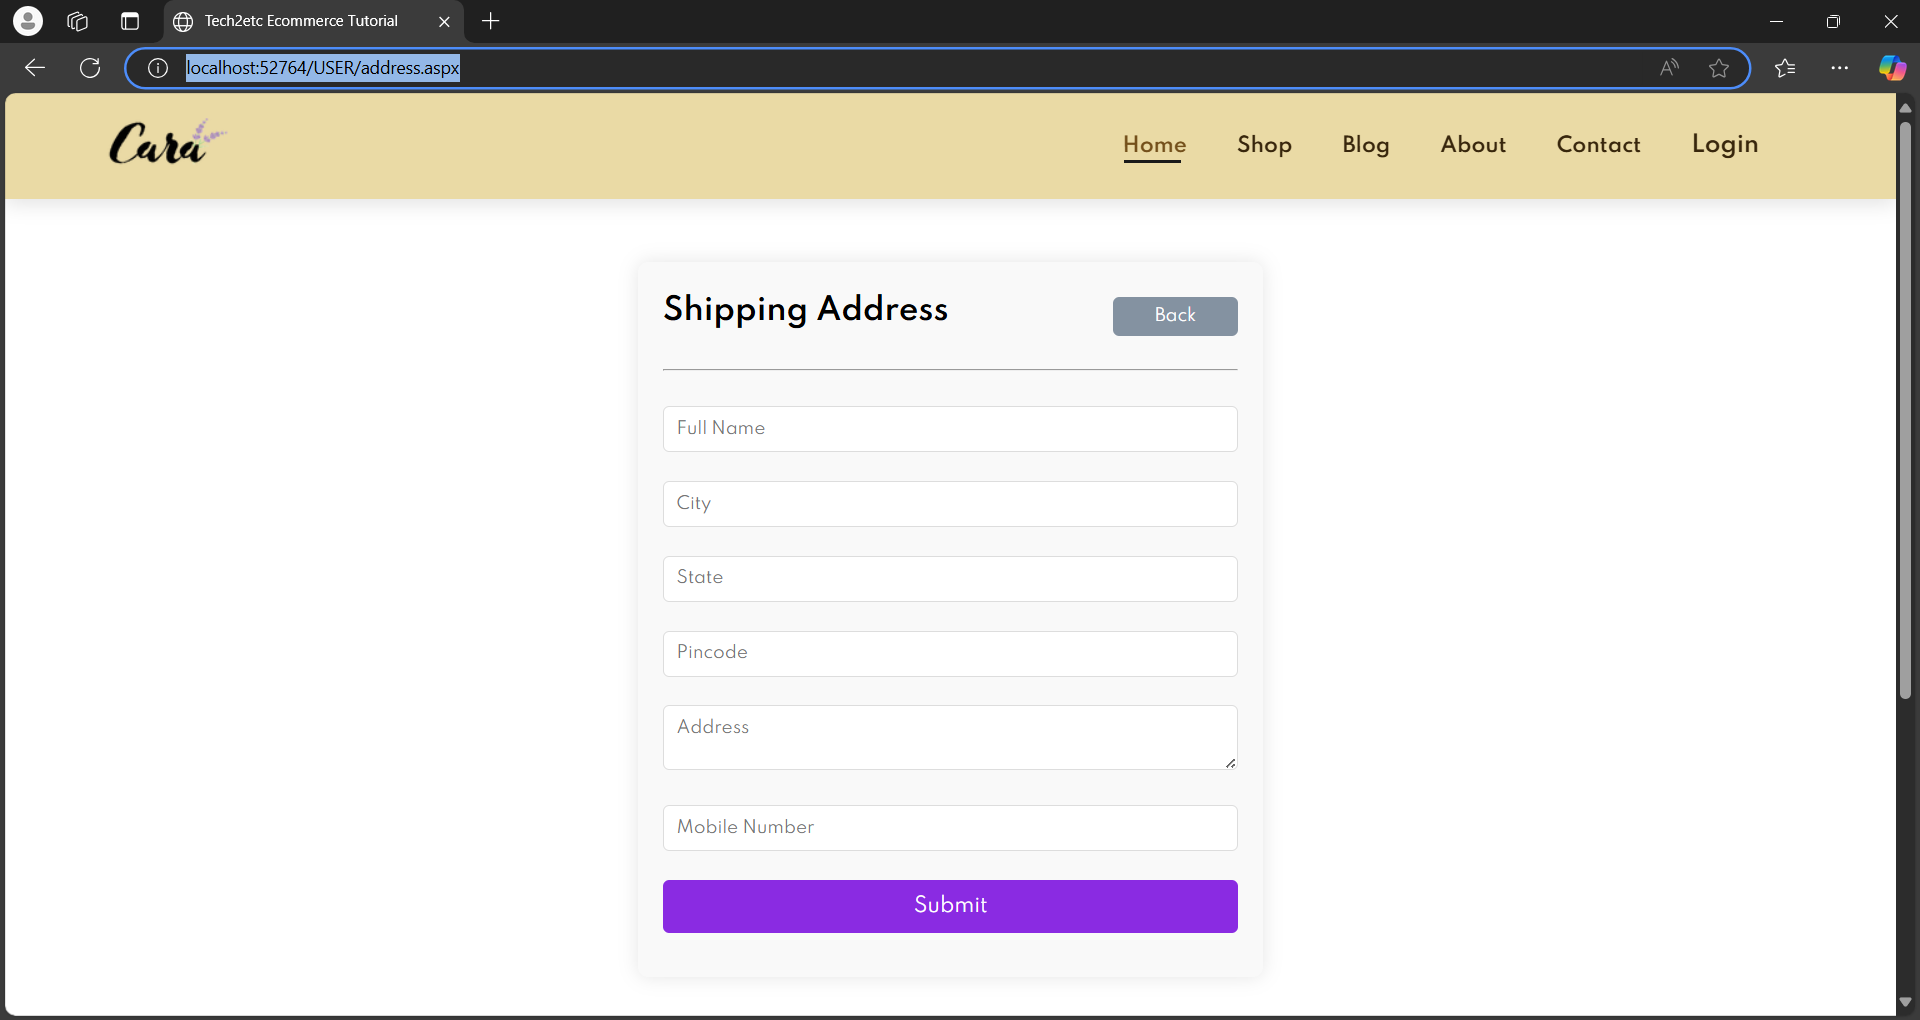 Tech2etc Ecommerce Tutorial
localhost:52764/USER/address.aspx
Cara
Home Shop Blog About Contact Login
Shipping Address
Back
Full Name
City
State
Pincode
Address
Mobile Number
Submit